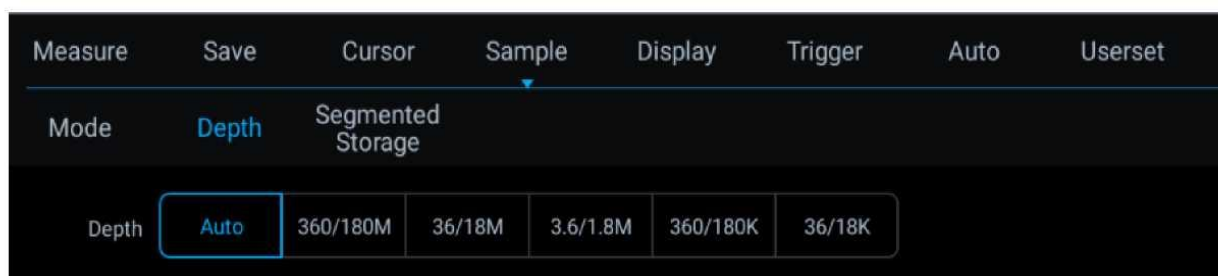 Measure Save Cursor Sample Display Trigger Auto Userset
Mode Depth Segmented Storage
Depth Auto 360/180M 36/18M 3.6/1.8M 360/180K 36/18K